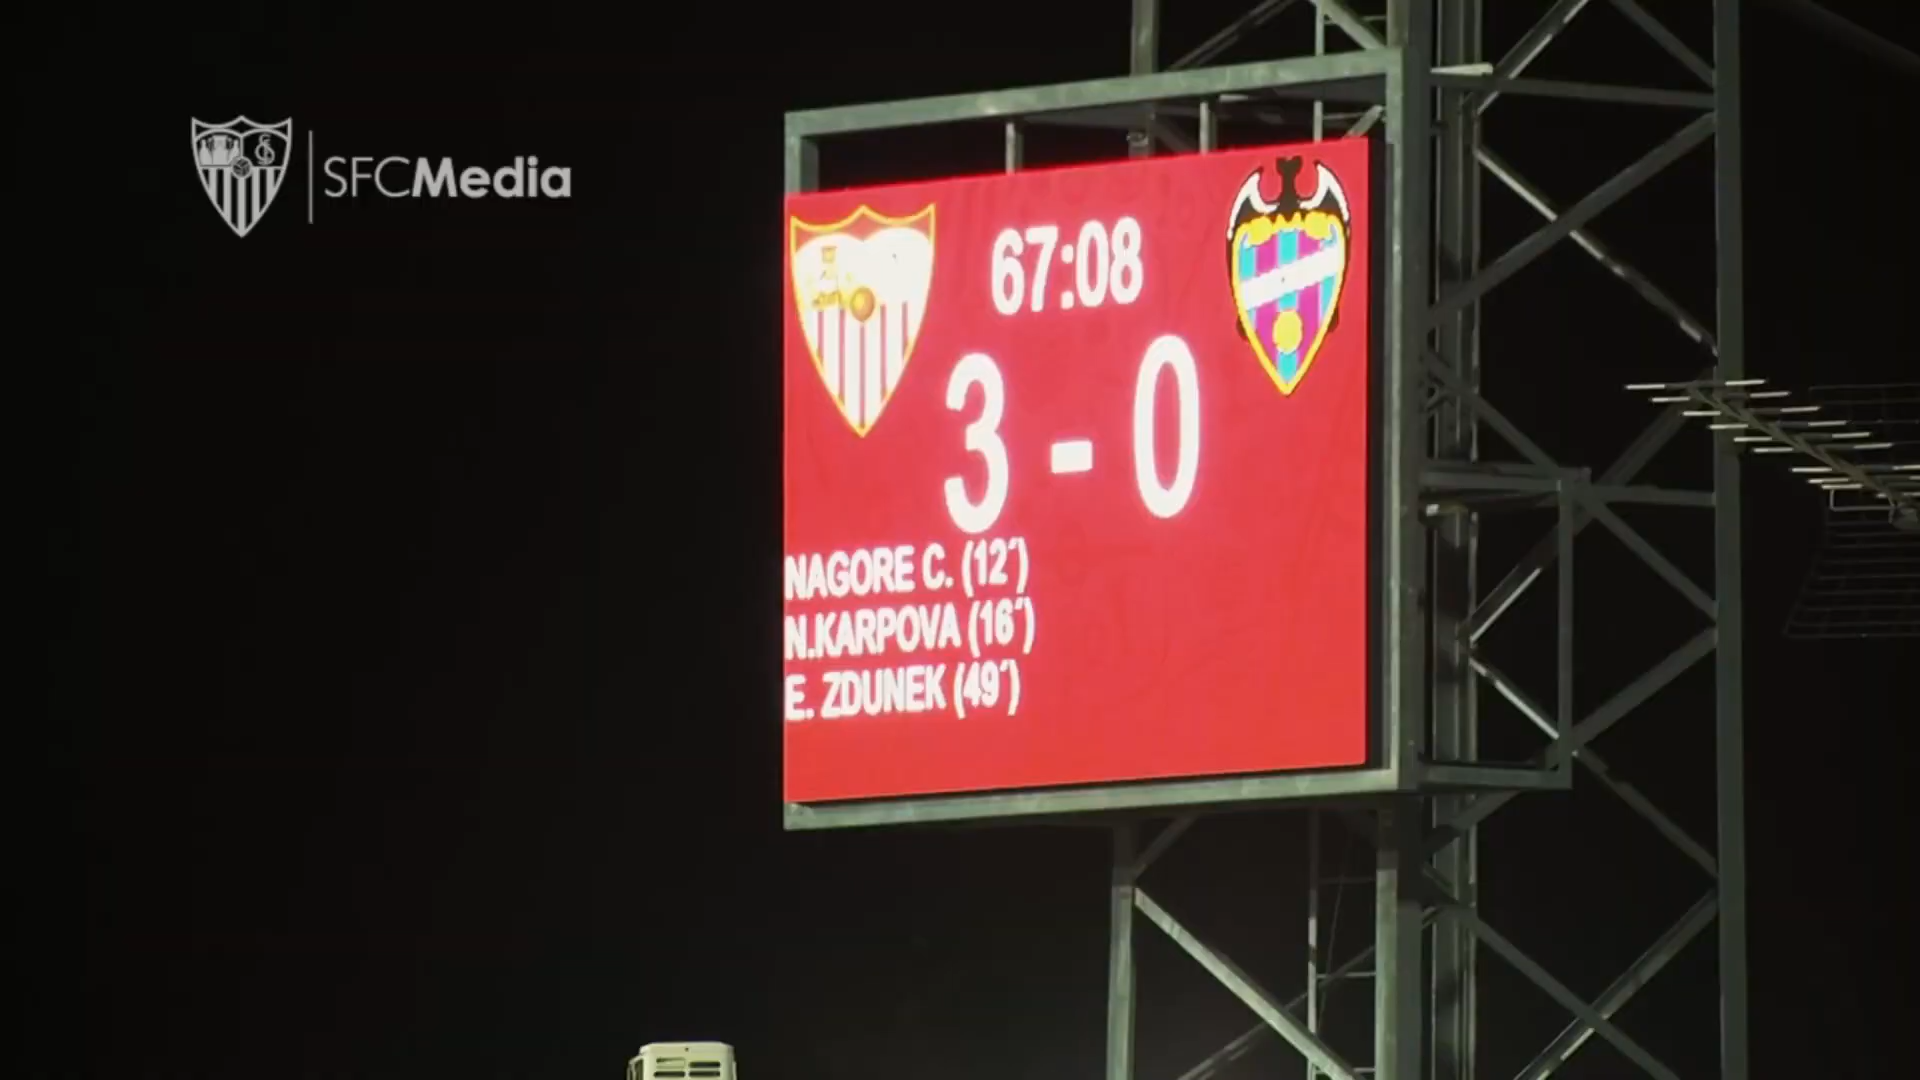 SFCMedia
67:08
3 - 0
NAGORE C. (12´)
N.KARPOVA (16´)
E. ZDUNEK (49´)